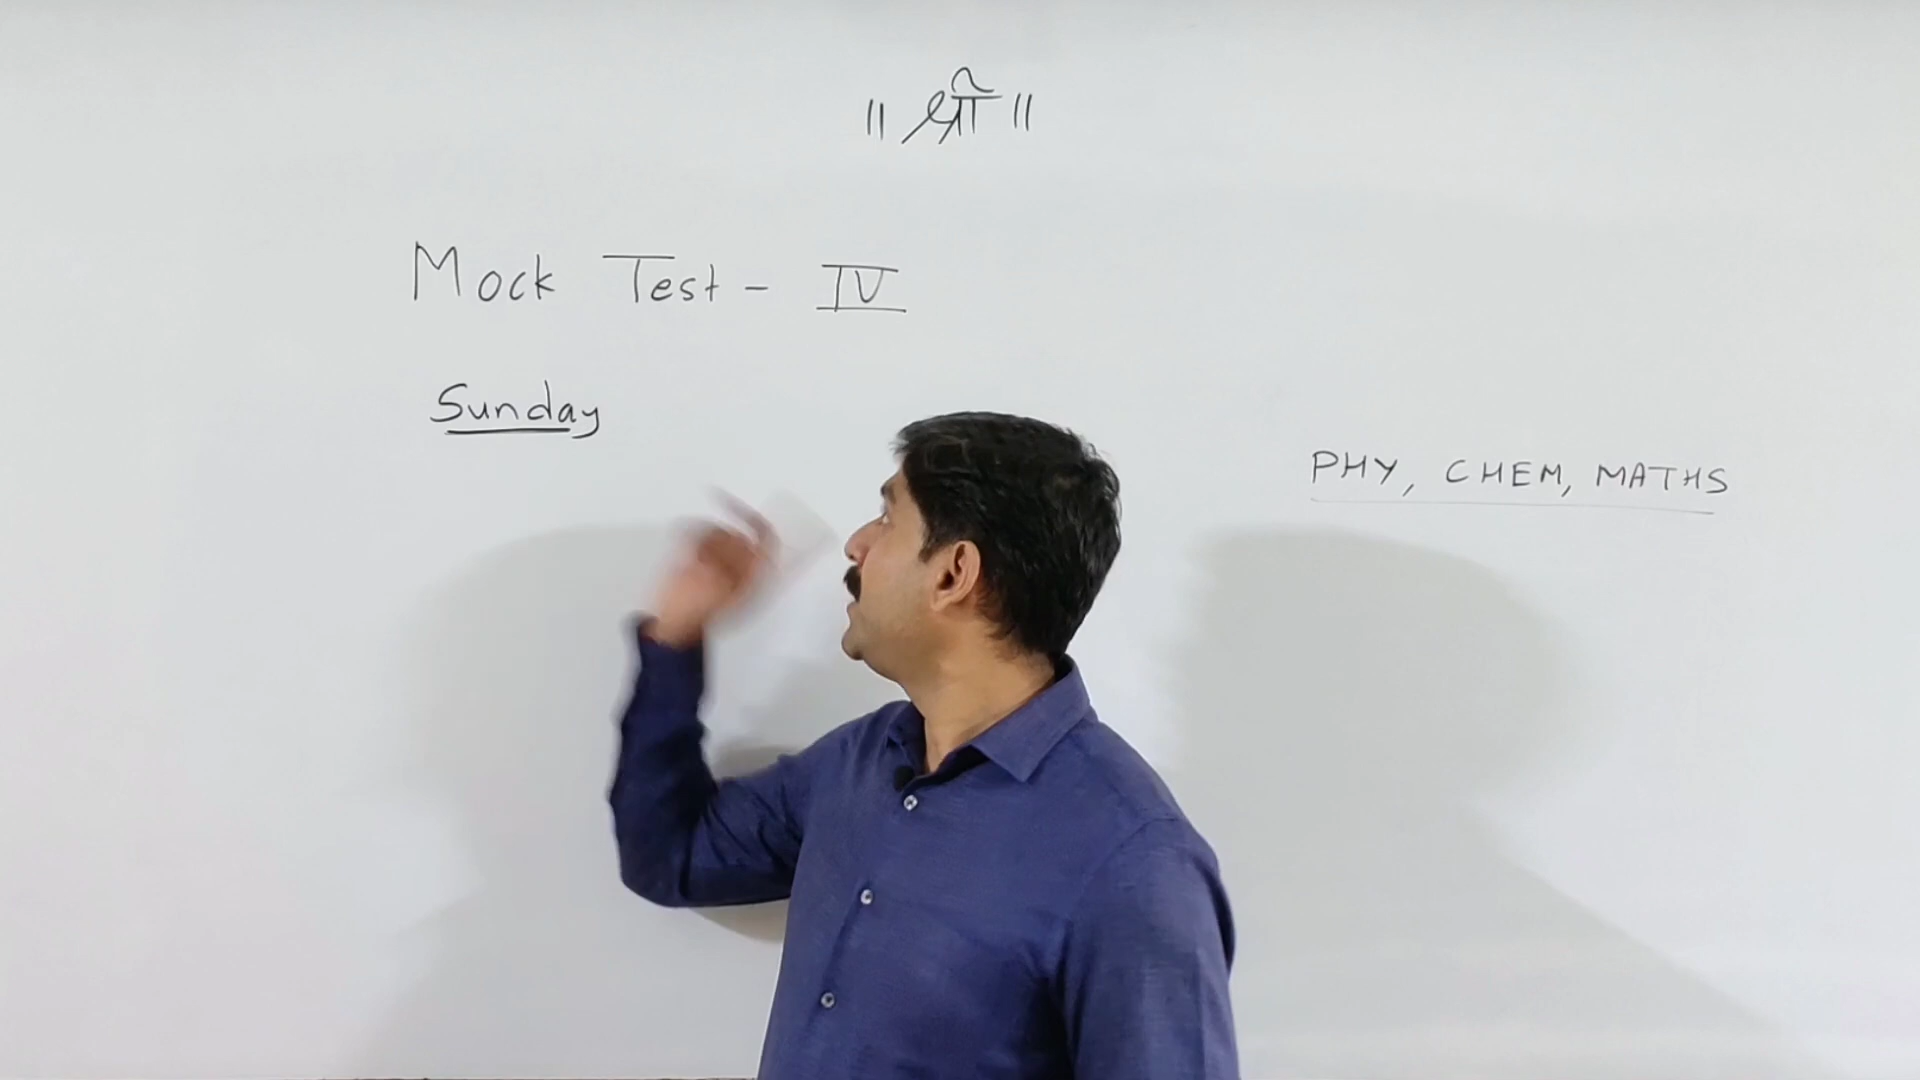 ॥ श्री ॥
Mock Test - IV
Sunday
PHY, CHEM, MATHS